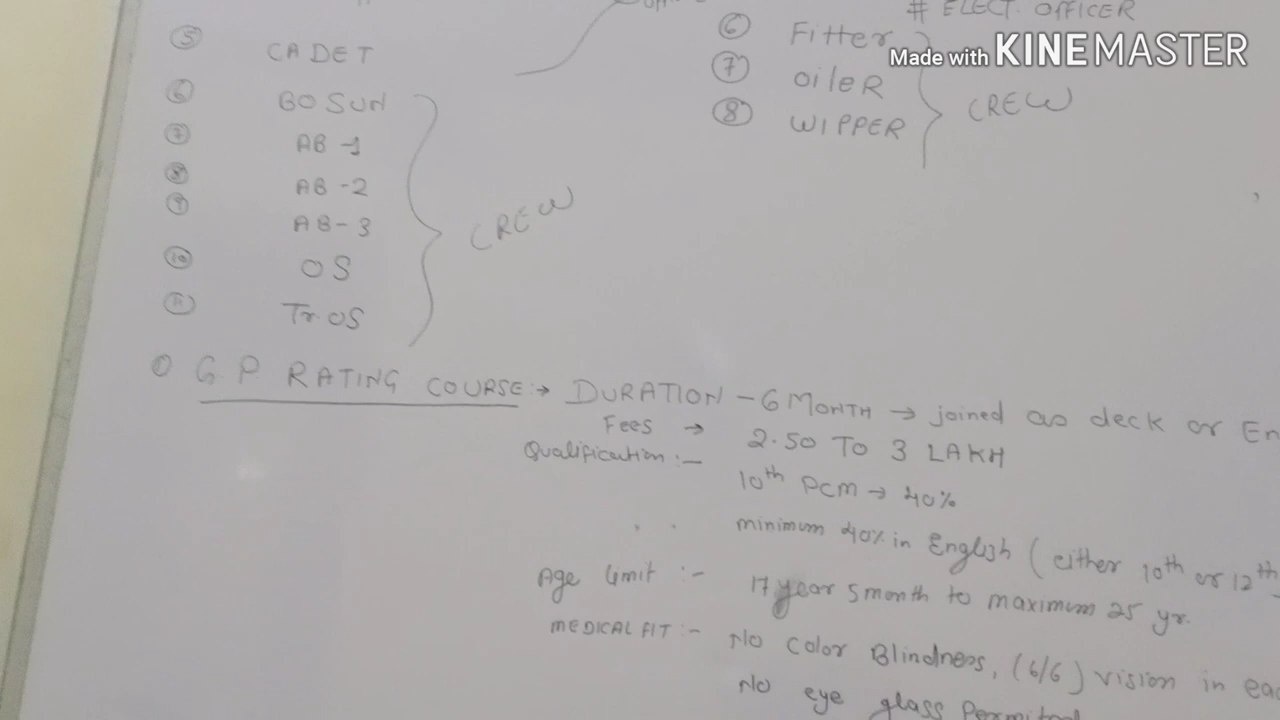 # ELECT. OFFICER
⑤ CADET
⑥ BOSUN
⑦ AB-1
⑧ AB-2
⑨ AB-3
⑩ OS
⑪ Tr. OS
CREW
⑥ Fitter
⑦ oileR
⑧ WIPPER
CREW
Made with KINEMASTER
G P RATING COURSE:→ DURATION - 6 MONTH → joined as deck or En
Fees → 2.50 TO 3 LAKH
Qualification :- 10th PCM → 40%
minimum 40% in English (either 10th or 12th
Age limit :- 17 year 5 month to maximum 25 yr.
MEDICAL FIT :- No color Blindness, (6/6) vision in eac
No eye glass Permited